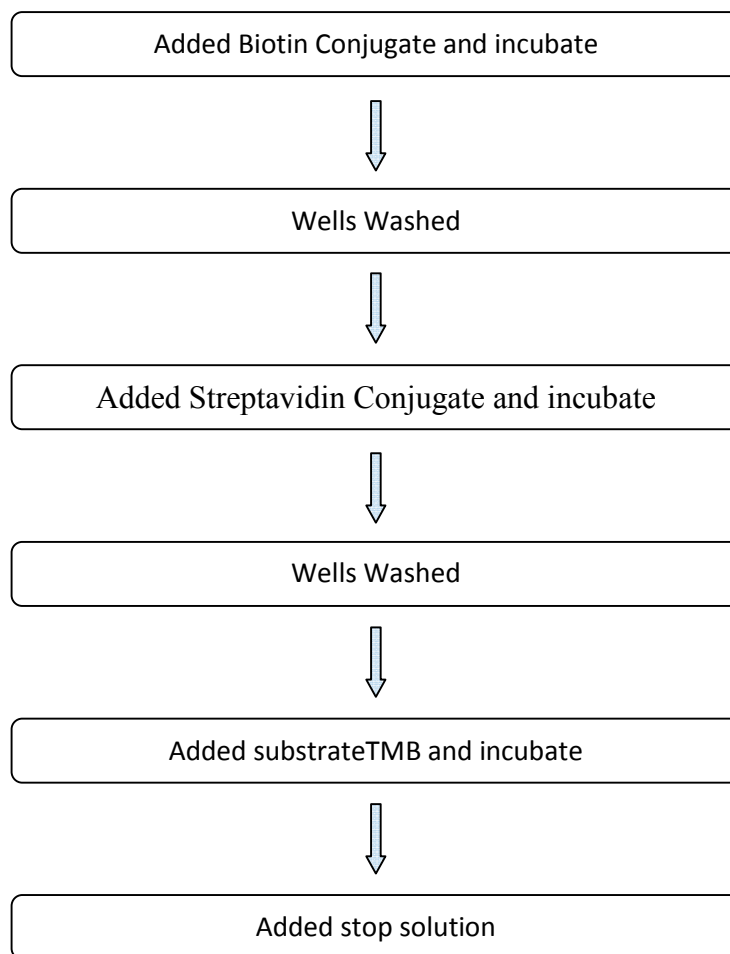 Added Biotin Conjugate and incubate
Wells Washed
Added Streptavidin Conjugate and incubate
Wells Washed
Added substrateTMB and incubate
Added stop solution